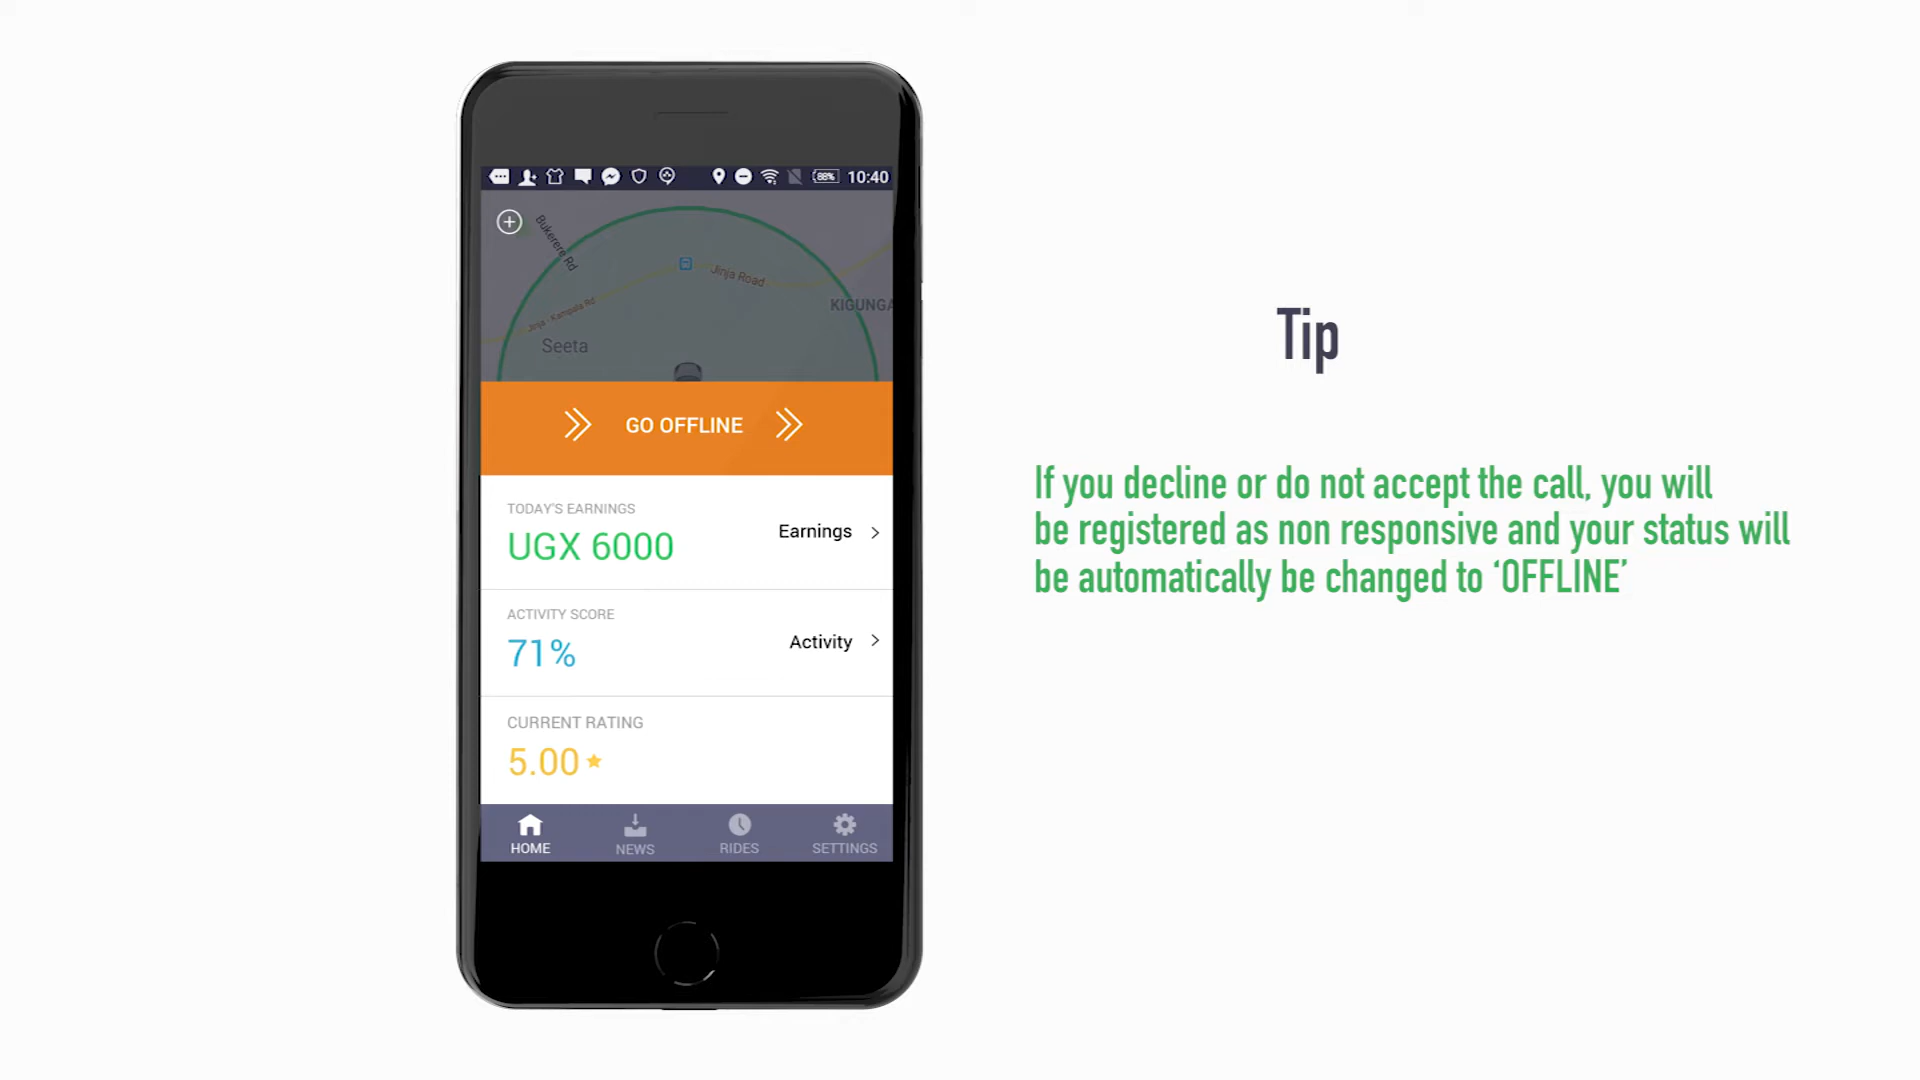 88%
10:40
Bukerere Rd
Jinja Road
Jinja - Kampala Rd
KIGUNGA
Seeta
GO OFFLINE
TODAY'S EARNINGS
UGX 6000
Earnings
ACTIVITY SCORE
71%
Activity
CURRENT RATING
5.00
HOME
NEWS
RIDES
SETTINGS
Tip
If you decline or do not accept the call, you will
be registered as non responsive and your status will
be automatically be changed to ‘OFFLINE’